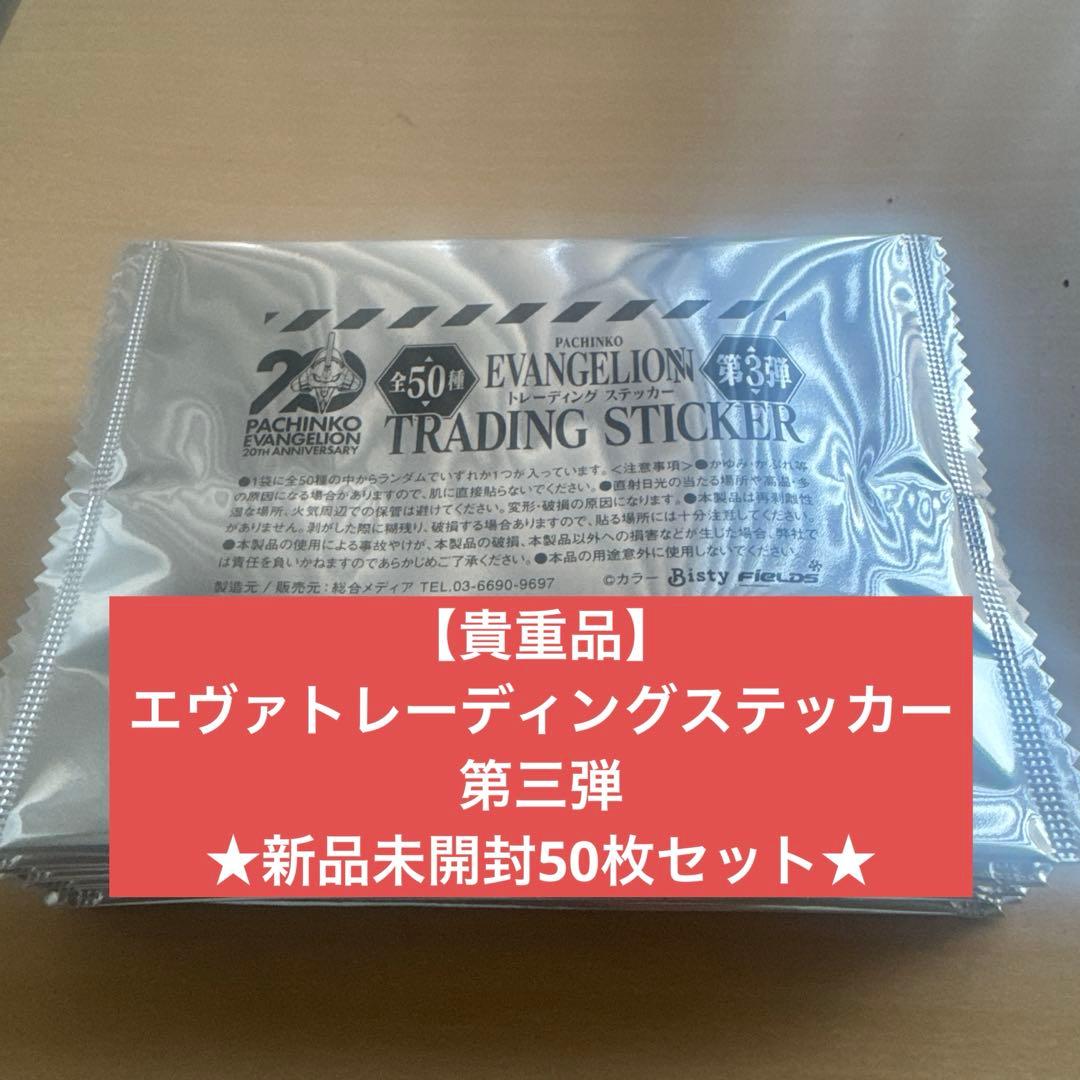 PACHINKO
20 全50種 EVANGELION 第3弾
トレーディング ステッカー
PACHINKO
EVANGELION
20TH ANNIVERSARY
TRADING STICKER
●1袋に全50種の中からランダムでいずれか1つが入っています。<注意事項>●かゆみ・かぶれ等
の原因になる場合がありますので、肌に直接貼らないでください。●直射日光の当たる場所や高温・多
湿な場所、火気周辺での保管は避けてください。変形・破損の原因になります。●本製品は再剥離性
がありません。剥がした際に糊残り、破損する場合ありますので、貼る場所には十分注意してください。
●本製品の使用による事故やけが、本製品の破損、本製品以外への損害などが生じた場合、弊社で
は責任を負いかねますのであらかじめご了承ください。●本品の用途意外に使用しないでください。
製造元 / 販売元:総合メディア TEL.03-6690-9697 ©カラー Bisty FIELDS
【貴重品】
エヴァトレーディングステッカー
第三弾
★新品未開封50枚セット★